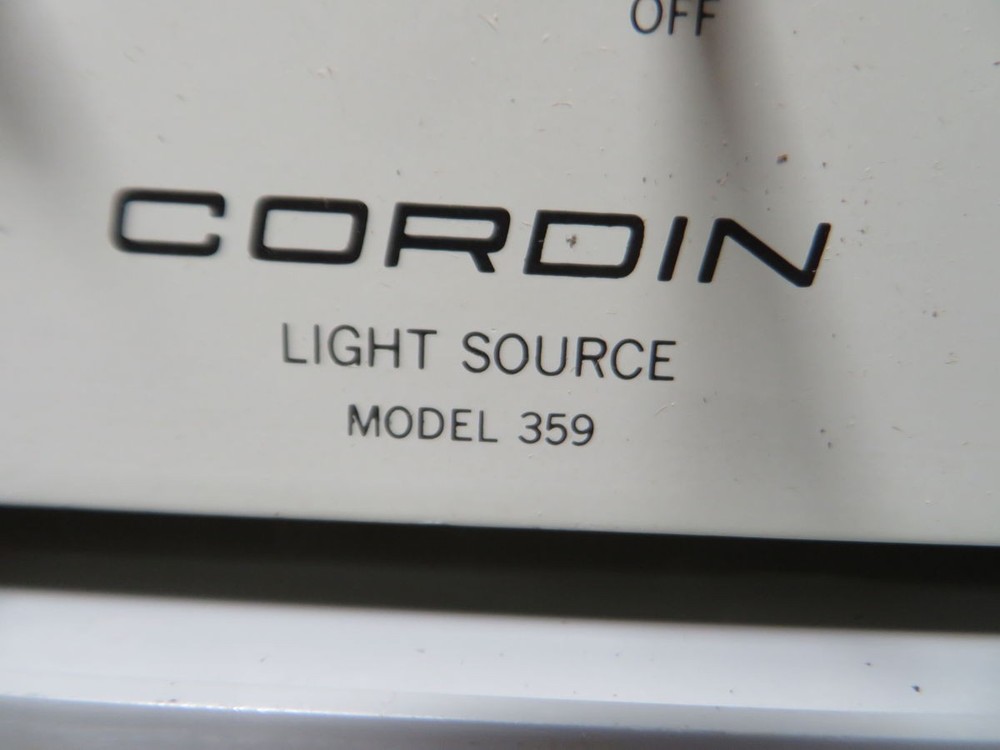 OFF
CORDIN
LIGHT SOURCE
MODEL 359